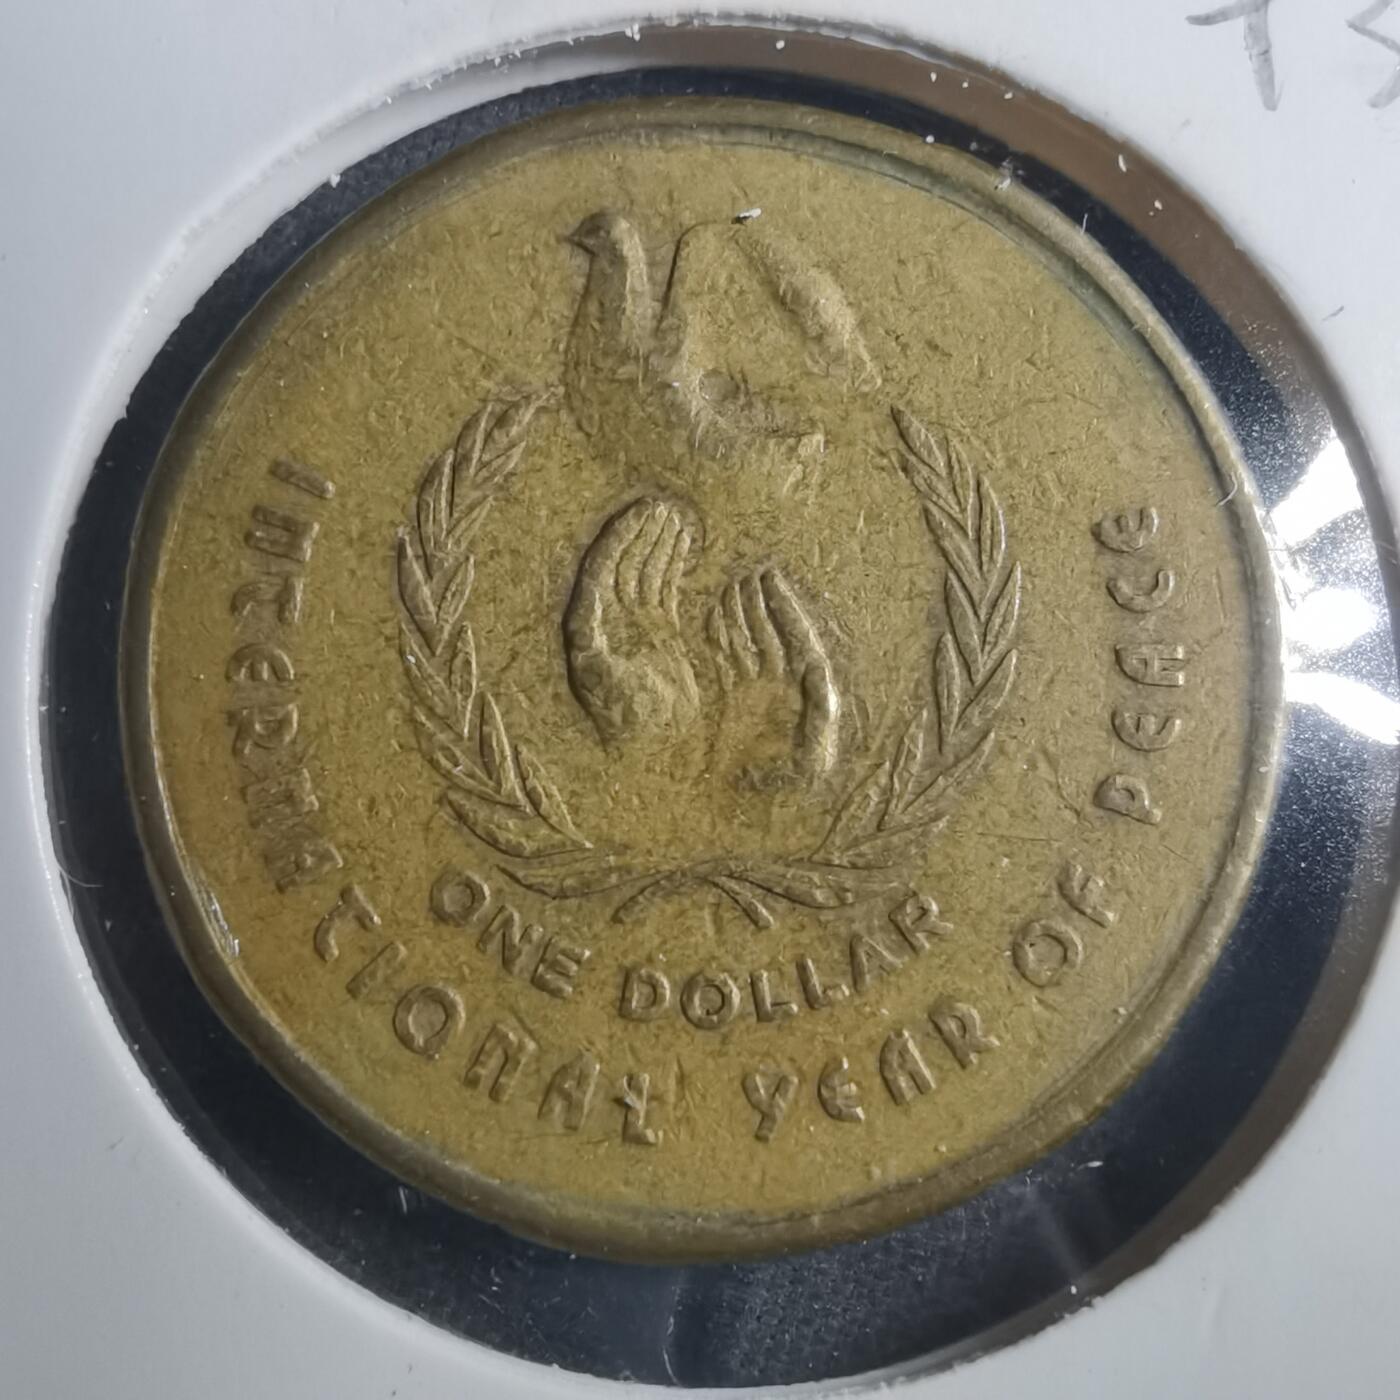 ONE DOLLAR
INTERNATIONAL YEAR OF PEACE